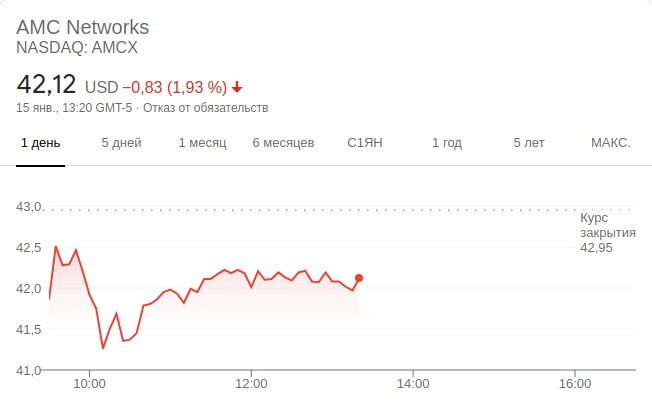 AMC Networks
NASDAQ: AMCX
42,12 USD −0,83 (1,93 %)
15 янв., 13:20 GMT-5 · Отказ от обязательств
1 день 5 дней 1 месяц 6 месяцев С1ЯН 1 год 5 лет МАКС.
43,0
Курс
закрытия
42,95
42,5
42,0
41,5
41,0
10:00 12:00 14:00 16:00